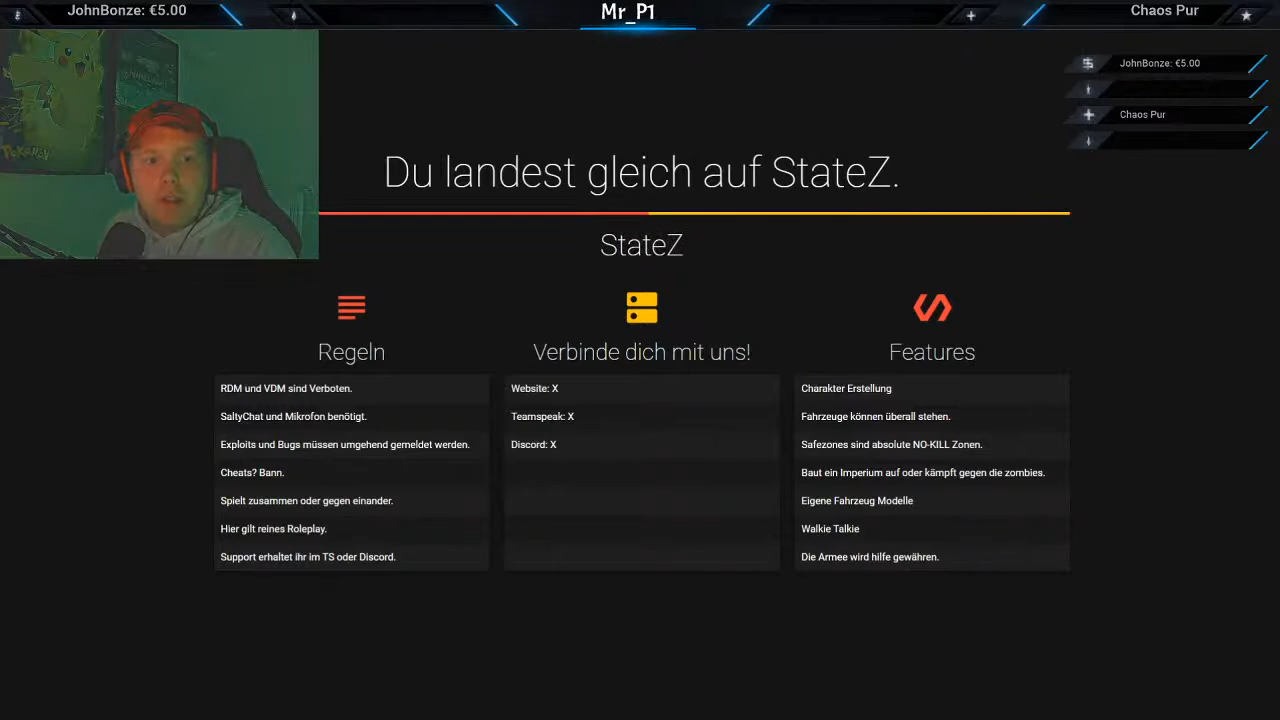 JohnBonze: €5.00
Mr_P1
Chaos Pur
JohnBonze: €5.00
Chaos Pur
POKéMON
Du landest gleich auf StateZ.
StateZ
Regeln
RDM und VDM sind Verboten.
SaltyChat und Mikrofon benötigt.
Exploits und Bugs müssen umgehend gemeldet werden.
Cheats? Bann.
Spielt zusammen oder gegen einander.
Hier gilt reines Roleplay.
Support erhaltet ihr im TS oder Discord.
Verbinde dich mit uns!
Website: X
Teamspeak: X
Discord: X
Features
Charakter Erstellung
Fahrzeuge können überall stehen.
Safezones sind absolute NO-KILL Zonen.
Baut ein Imperium auf oder kämpft gegen die zombies.
Eigene Fahrzeug Modelle
Walkie Talkie
Die Armee wird hilfe gewähren.